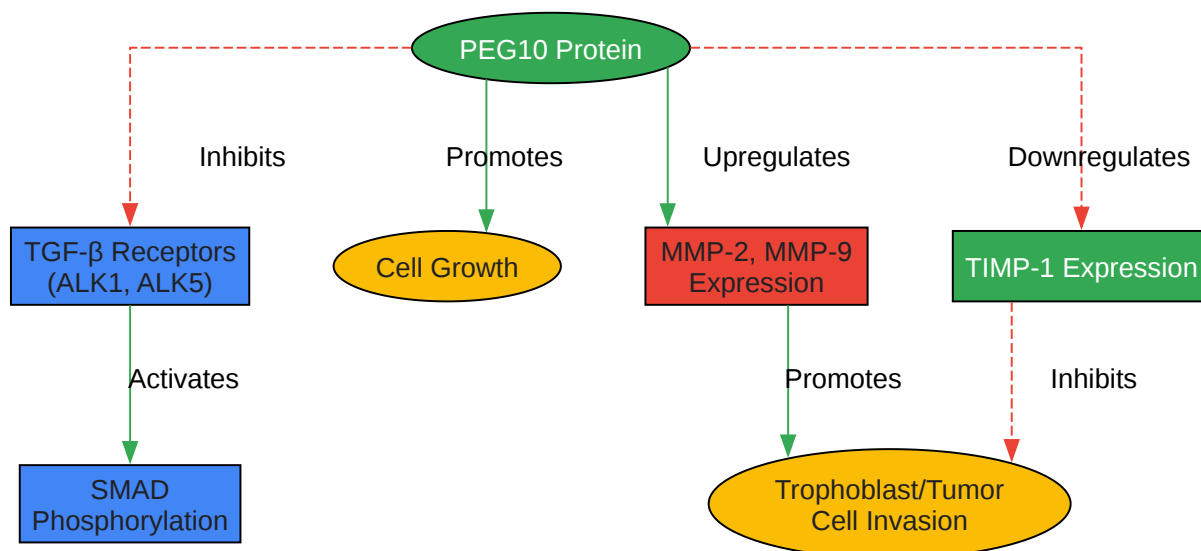 PEG10 Protein
Inhibits
Promotes
Upregulates
Downregulates
TGF-β Receptors
(ALK1, ALK5)
Cell Growth
MMP-2, MMP-9
Expression
TIMP-1 Expression
Activates
Promotes
Inhibits
SMAD
Phosphorylation
Trophoblast/Tumor
Cell Invasion